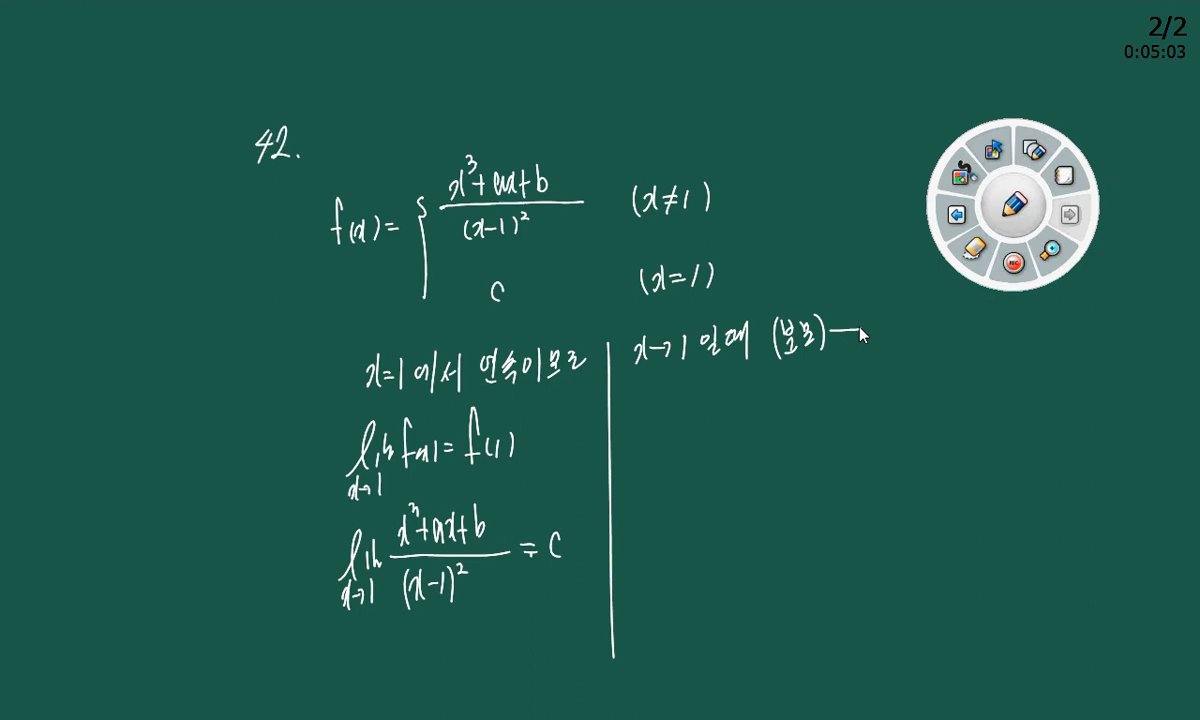 2/2
0:05:03
42.
f(x) = { (x³+ax+b)/(x-1)² (x≠1)
c (x=1)
x=1 에서 연속이므로
lim x→1 f(x) = f(1)
lim x→1 (x³+ax+b)/(x-1)² = c
x→1 일때 (분모)→
REC